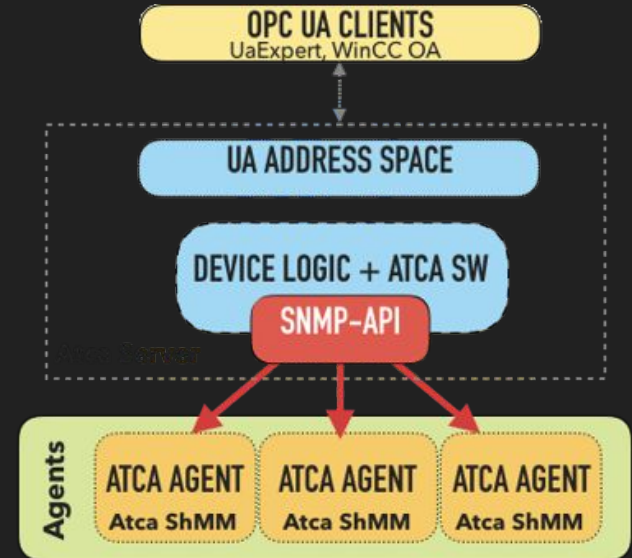 OPC UA CLIENTS
UaExpert, WinCC OA
UA ADDRESS SPACE
DEVICE LOGIC + ATCA SW
SNMP-API
Agents
ATCA AGENT
Atca ShMM
ATCA AGENT
Atca ShMM
ATCA AGENT
Atca ShMM